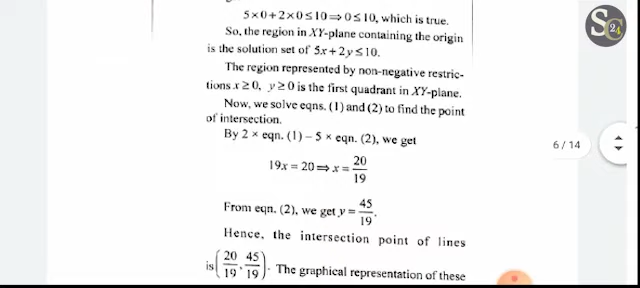 5×0+2×0≤10⇒0≤10, which is true.
So, the region in XY-plane containing the origin
is the solution set of 5x+2y≤10.
The region represented by non-negative restric-
tions x≥0, y≥0 is the first quadrant in XY-plane.
Now, we solve eqns. (1) and (2) to find the point
of intersection.
By 2 × eqn. (1) – 5 × eqn. (2), we get
19x = 20⇒x = 20/19
From eqn. (2), we get y = 45/19.
Hence, the intersection point of lines
is (20/19, 45/19). The graphical representation of these
6 / 14
SC
24